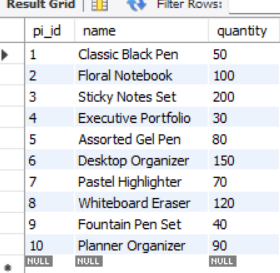 Result Grid Filter Rows:
pi_id name quantity
1 Classic Black Pen 50
2 Floral Notebook 100
3 Sticky Notes Set 200
4 Executive Portfolio 30
5 Assorted Gel Pen 80
6 Desktop Organizer 150
7 Pastel Highlighter 70
8 Whiteboard Eraser 120
9 Fountain Pen Set 40
10 Planner Organizer 90
NULL NULL NULL